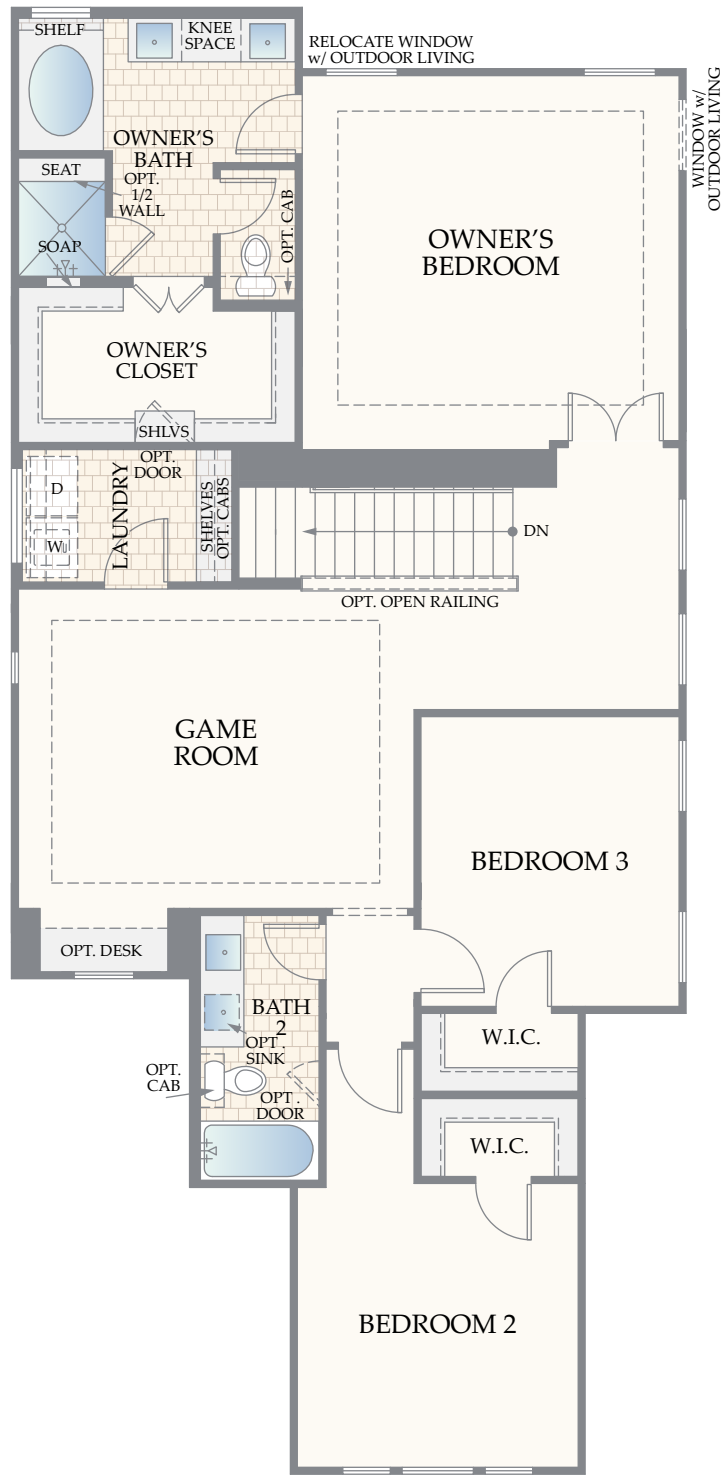 SHELF
KNEE
SPACE
RELOCATE WINDOW
w/ OUTDOOR LIVING
WINDOW w/
OUTDOOR LIVING
OWNER'S
BATH
SEAT
OPT.
1/2
WALL
OPT. CAB
SOAP
OWNER'S
BEDROOM
OWNER'S
CLOSET
SHLVS
OPT.
DOOR
D
W
LAUNDRY
SHELVES
OPT. CABS
DN
OPT. OPEN RAILING
GAME
ROOM
BEDROOM 3
OPT. DESK
BATH
2
OPT .
SINK
W.I.C.
OPT.
CAB
OPT .
DOOR
W.I.C.
BEDROOM 2